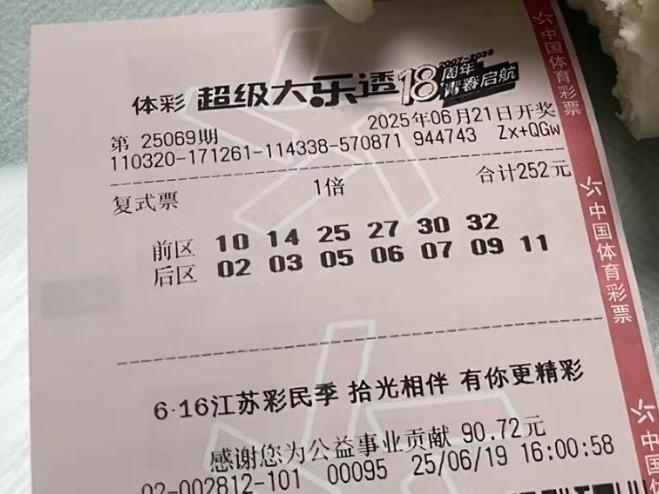 体彩 超级大乐透 18周年 青春启航
2007-2025
第 25069期 2025年06月21日开奖
110320-171261-114338-570871 944743 Zx+QGw
复式票 1倍 合计252元
前区 10 14 25 27 30 32
后区 02 03 05 06 07 09 11
6·16江苏彩民季 拾光相伴 有你更精彩
感谢您为公益事业贡献 90.72元
02-002812-101 00095 25/06/19 16:00:58
中国体育彩票
中国体育彩票
中国体